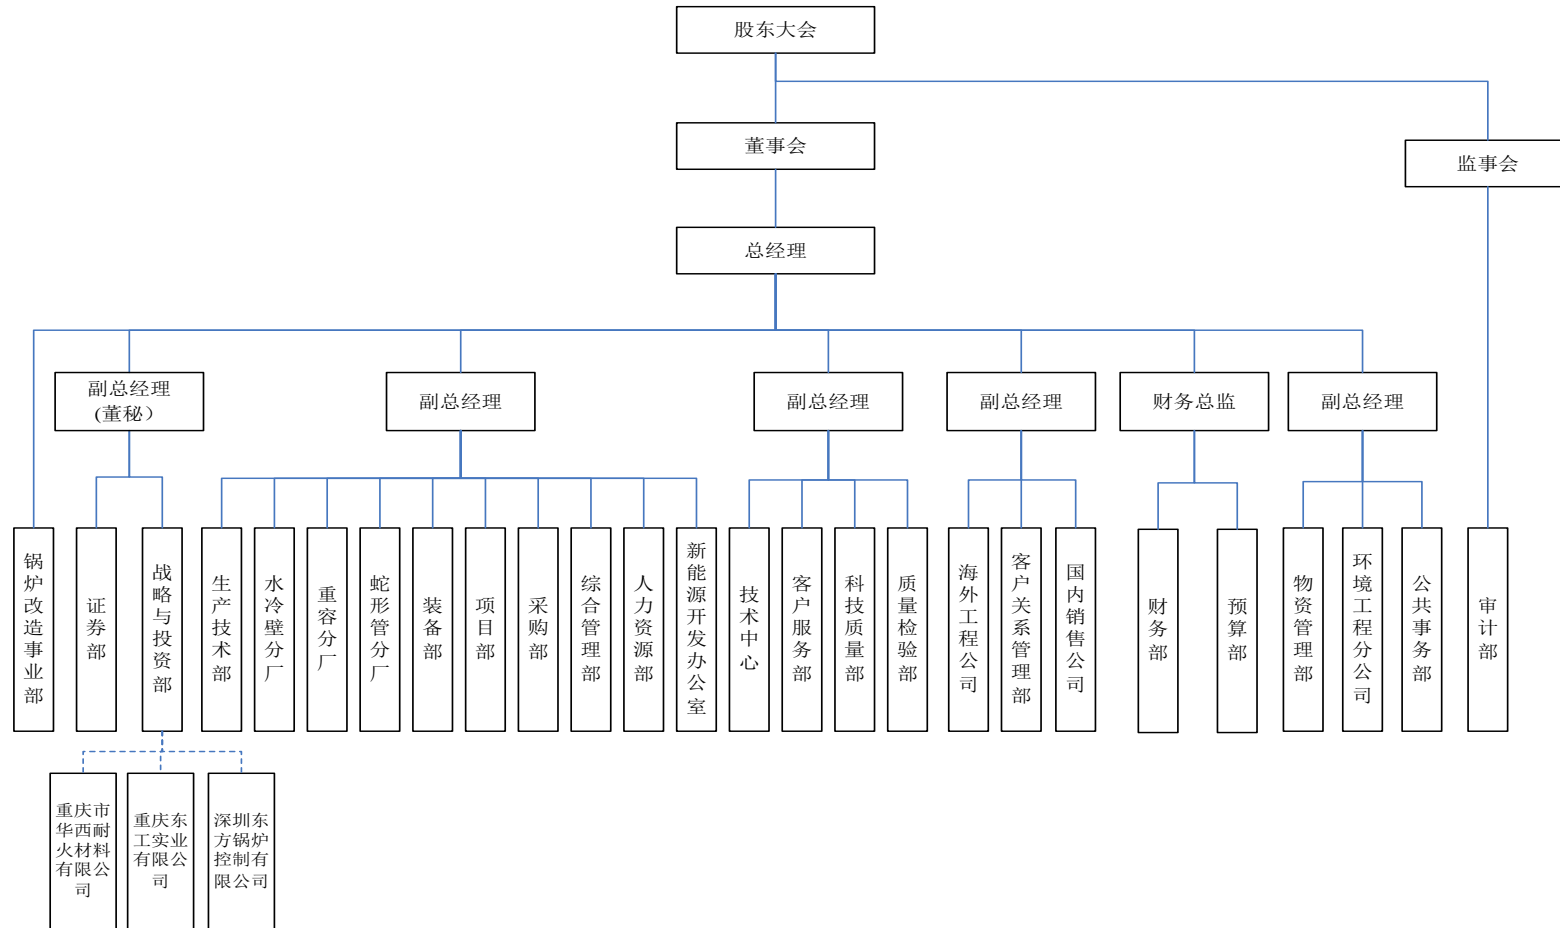 股东大会
董事会
监事会
总经理
副总经理
(董秘）
副总经理
副总经理
副总经理
财务总监
副总经理
锅炉改造事业部
证券部
战略与投资部
生产技术部
水冷壁分厂
重容分厂
蛇形管分厂
装备部
项目部
采购部
综合管理部
人力资源部
新能源开发办公室
技术中心
客户服务部
科技质量部
质量检验部
海外工程公司
客户关系管理部
国内销售公司
财务部
预算部
物资管理部
环境工程分公司
公共事务部
审计部
重庆市
华西耐
火材料
有限公
司
重庆东
工实业
有限公
司
深圳东
方锅炉
控制有
限公司